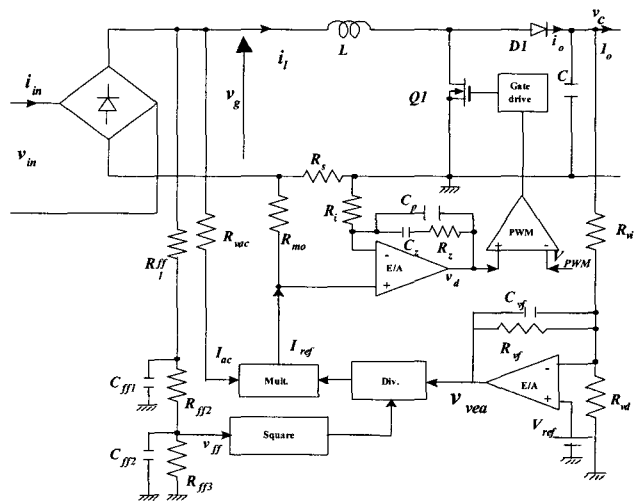 v_c
i_I
L
D1
i_o
I_o
i_in
v_g
Q1
Gate drive
C
v_in
R_s
R_i
C_p
C_z
R_z
R_mo
R_vac
R_ff1
E/A
v_d
PWM
V_PWM
R_vi
C_vf
R_vf
I_ac
I_ref
C_ff1
R_ff2
Mult.
Div.
v_vea
E/A
R_vd
V_ref
C_ff2
v_ff
Square
R_ff3